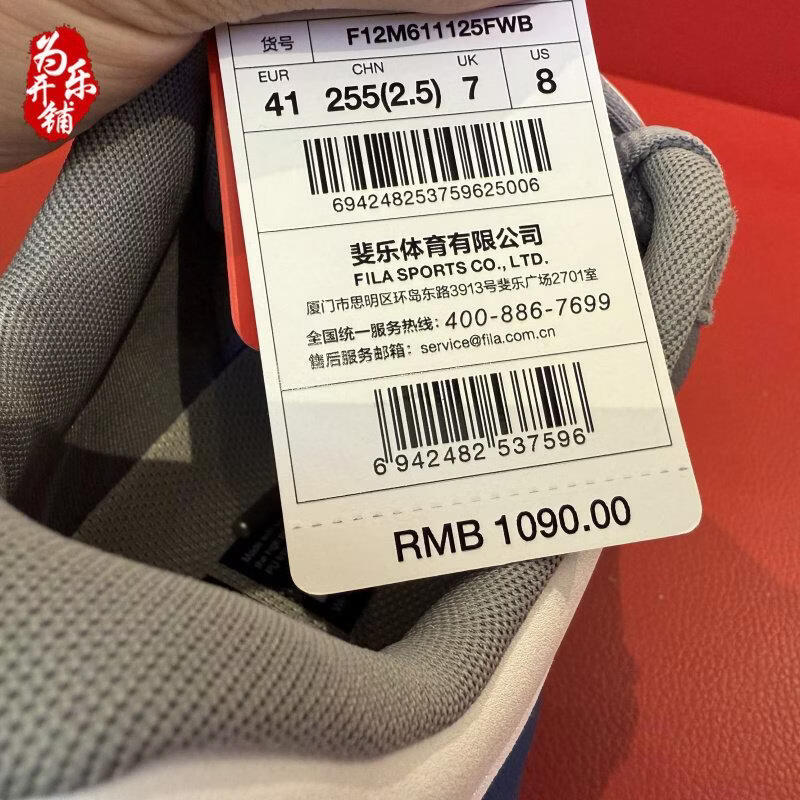 为乐
开铺
货号 F12M611125FWB
EUR CHN UK US
41 255(2.5) 7 8
694248253759625006
斐乐体育有限公司
FILA SPORTS CO., LTD.
厦门市思明区环岛东路3913号斐乐广场2701室
全国统一服务热线：400-886-7699
售后服务邮箱：service@fila.com.cn
6 942482 537596
RMB 1090.00